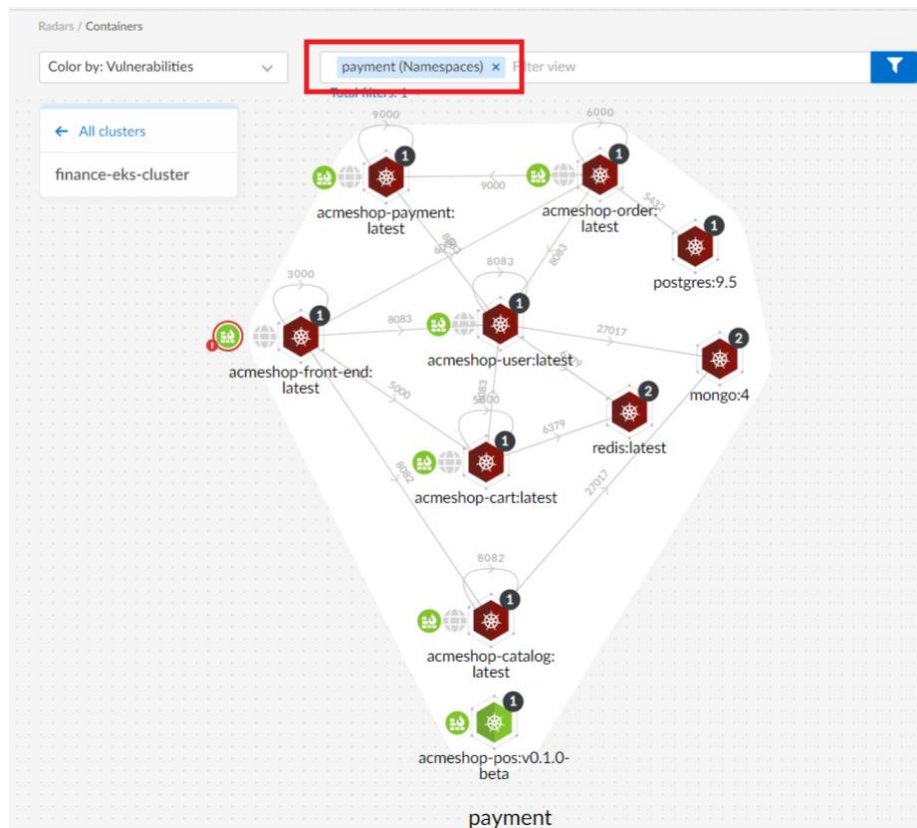 Radars / Containers
Color by: Vulnerabilities
payment (Namespaces) × Filter view
Total filters: 1
← All clusters
finance-eks-cluster
9000
6000
1
1
9000
acmeshop-payment:
latest
acmeshop-order:
latest
5432
1
postgres:9.5
8083
3000
8083
1
1
8083
27017
2
acmeshop-user:latest
acmeshop-front-end:
latest
mongo:4
5000
8083
5000
2
1
6379
redis:latest
acmeshop-cart:latest
8082
27017
8082
1
acmeshop-catalog:
latest
1
acmeshop-pos:v0.1.0-
beta
payment